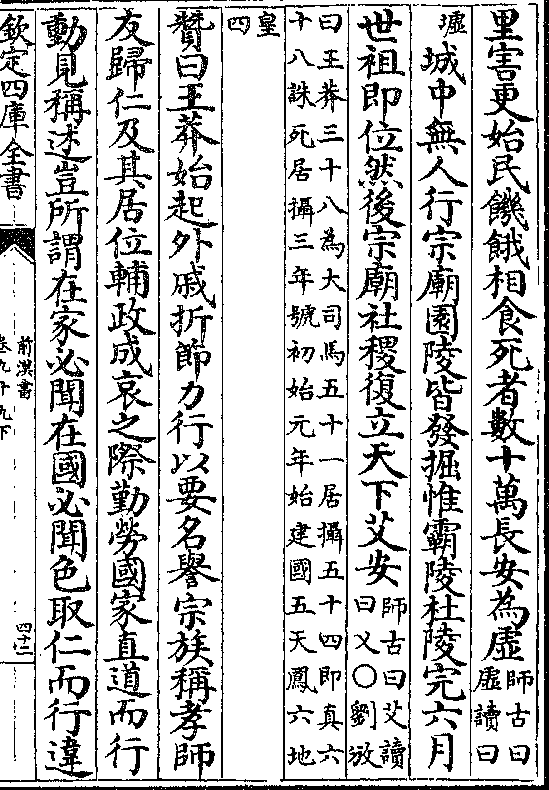 里害更始民饑餓相食死者數十萬長安為虛師古曰虛讀曰
墟城中無人行宗廟園陵皆發掘惟霸陵杜陵完六月
世祖即位然後宗廟社稷復立天下艾安師古曰艾讀曰乂○劉放
曰王莽三十八為大司馬五十一居攝五十四即真六
十八誅死居攝三年號初始元年始建國五天鳳六地
皇
四
贊曰王莽始起外戚折節力行以要名譽宗族稱孝師
友歸仁及其居位輔政成哀之際勤勞國家直道而行
動見稱述豈所謂在家必聞在國必聞色取仁而行違
欽定四庫全書
前漢書
卷九十九下
四十二